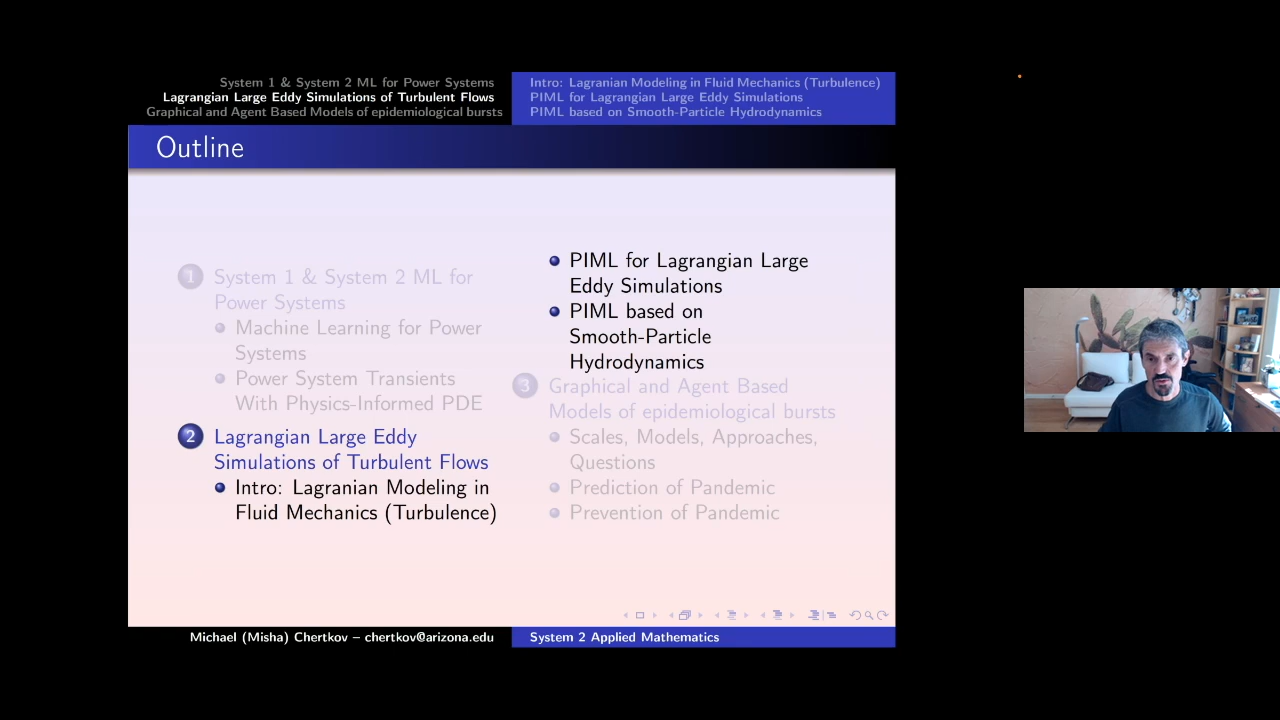 System 1 & System 2 ML for Power Systems
Lagrangian Large Eddy Simulations of Turbulent Flows
Graphical and Agent Based Models of epidemiological bursts
Intro: Lagranian Modeling in Fluid Mechanics (Turbulence)
PIML for Lagrangian Large Eddy Simulations
PIML based on Smooth-Particle Hydrodynamics
Outline
1 System 1 & System 2 ML for
Power Systems
Machine Learning for Power
Systems
Power System Transients
With Physics-Informed PDE
2 Lagrangian Large Eddy
Simulations of Turbulent Flows
Intro: Lagranian Modeling in
Fluid Mechanics (Turbulence)
PIML for Lagrangian Large
Eddy Simulations
PIML based on
Smooth-Particle
Hydrodynamics
3 Graphical and Agent Based
Models of epidemiological bursts
Scales, Models, Approaches,
Questions
Prediction of Pandemic
Prevention of Pandemic
Michael (Misha) Chertkov – chertkov@arizona.edu
System 2 Applied Mathematics